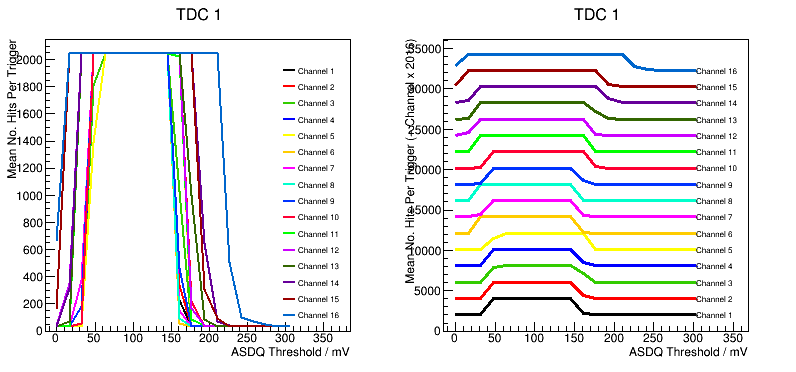 TDC 1
Mean No. Hits Per Trigger
2000
1800
1600
1400
1200
1000
800
600
400
200
0
0 50 100 150 200 250 300 350
ASDQ Threshold / mV
Channel 1
Channel 2
Channel 3
Channel 4
Channel 5
Channel 6
Channel 7
Channel 8
Channel 9
Channel 10
Channel 11
Channel 12
Channel 13
Channel 14
Channel 15
Channel 16
TDC 1
Mean No. Hits Per Trigger (+ Channel x
35000
30000
25000
20000
15000
10000
5000
0
0 50 100 150 200 250 300 350
ASDQ Threshold / mV
Channel 16
Channel 15
Channel 14
Channel 13
Channel 12
Channel 11
Channel 10
Channel 9
Channel 8
Channel 7
Channel 6
Channel 5
Channel 4
Channel 3
Channel 2
Channel 1